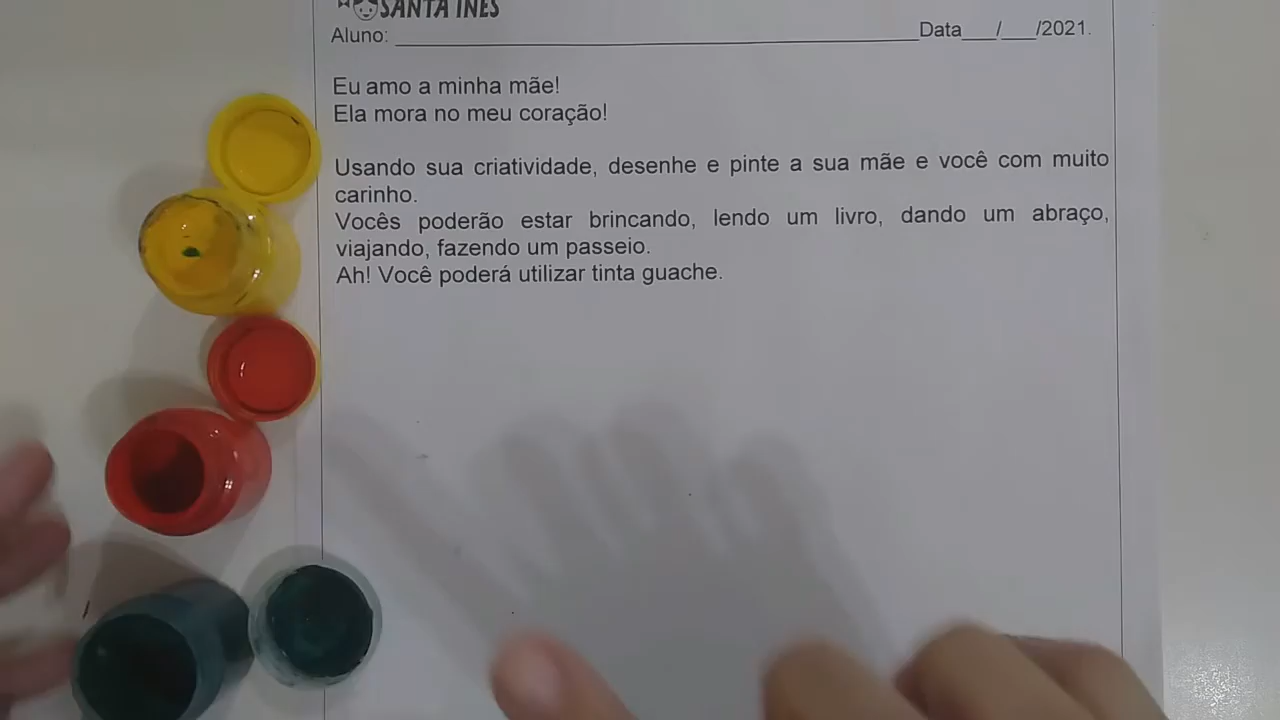 SANTA INÊS
Aluno: ______________________________________________Data___/___/2021.
Eu amo a minha mãe!
Ela mora no meu coração!
Usando sua criatividade, desenhe e pinte a sua mãe e você com muito
carinho.
Vocês poderão estar brincando, lendo um livro, dando um abraço,
viajando, fazendo um passeio.
Ah! Você poderá utilizar tinta guache.